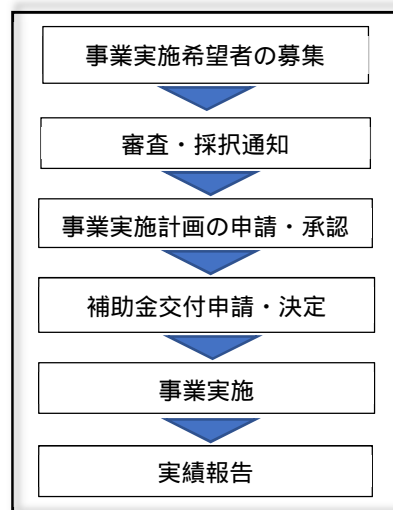 事業実施希望者の募集
審査・採択通知
事業実施計画の申請・承認
補助金交付申請・決定
事業実施
実績報告